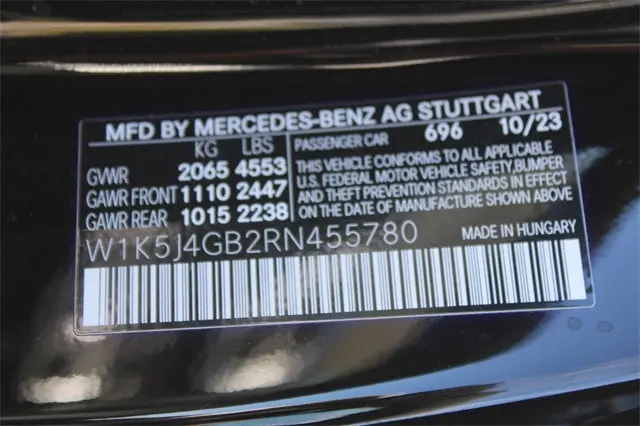 MFD BY MERCEDES-BENZ AG STUTTGART
KG LBS
GVWR 2065 4553
GAWR FRONT 1110 2447
GAWR REAR 1015 2238
PASSENGER CAR 696 10/23
THIS VEHICLE CONFORMS TO ALL APPLICABLE
U.S. FEDERAL MOTOR VEHICLE SAFETY, BUMPER
AND THEFT PREVENTION STANDARDS IN EFFECT
ON THE DATE OF MANUFACTURE SHOWN ABOVE.
MADE IN HUNGARY
W1K5J4GB2RN455780